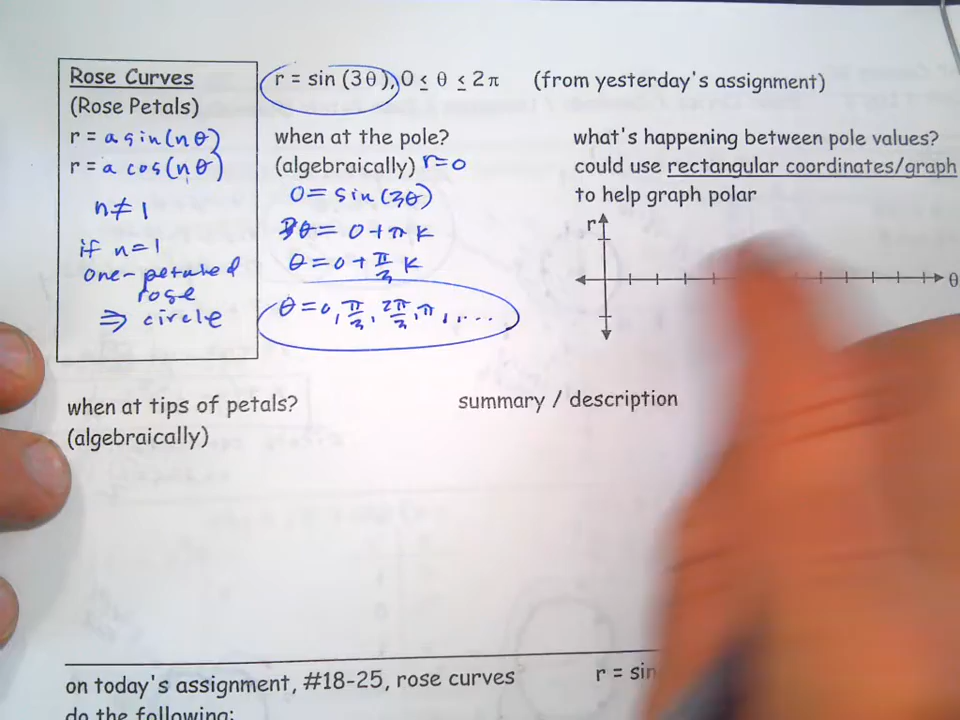 Rose Curves
(Rose Petals)
r = a sin(nθ)
r = a cos(nθ)
n ≠ 1
if n=1
one-petaled
rose
⇒ circle
r = sin (3θ), 0 ≤ θ ≤ 2π
(from yesterday's assignment)
when at the pole?
(algebraically) r=0
0 = sin(3θ)
3θ = 0 + π k
θ = 0 + π/3 k
θ = 0, π/3, 2π/3, π, , ...
what's happening between pole values?
could use rectangular coordinates/graph
to help graph polar
r
θ
when at tips of petals?
(algebraically)
summary / description
on today's assignment, #18-25, rose curves
r = sin
do the following: